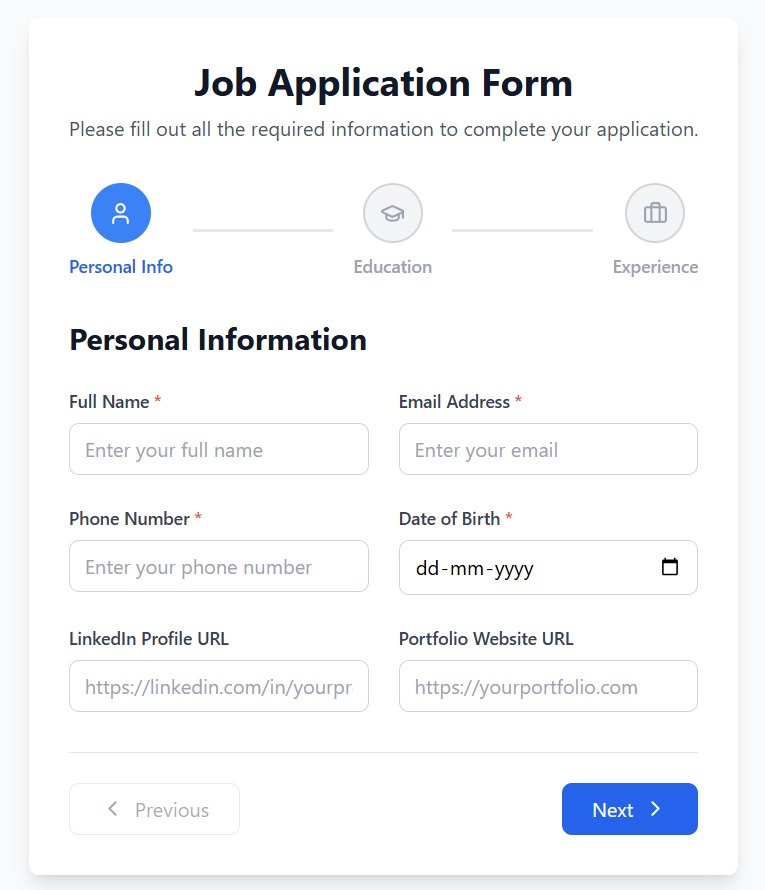 Job Application Form
Please fill out all the required information to complete your application.
Personal Info
Education
Experience
Personal Information
Full Name *
Email Address *
Enter your full name
Enter your email
Phone Number *
Date of Birth *
Enter your phone number
dd-mm-yyyy
LinkedIn Profile URL
Portfolio Website URL
https://linkedin.com/in/yourpr
https://yourportfolio.com
Previous
Next